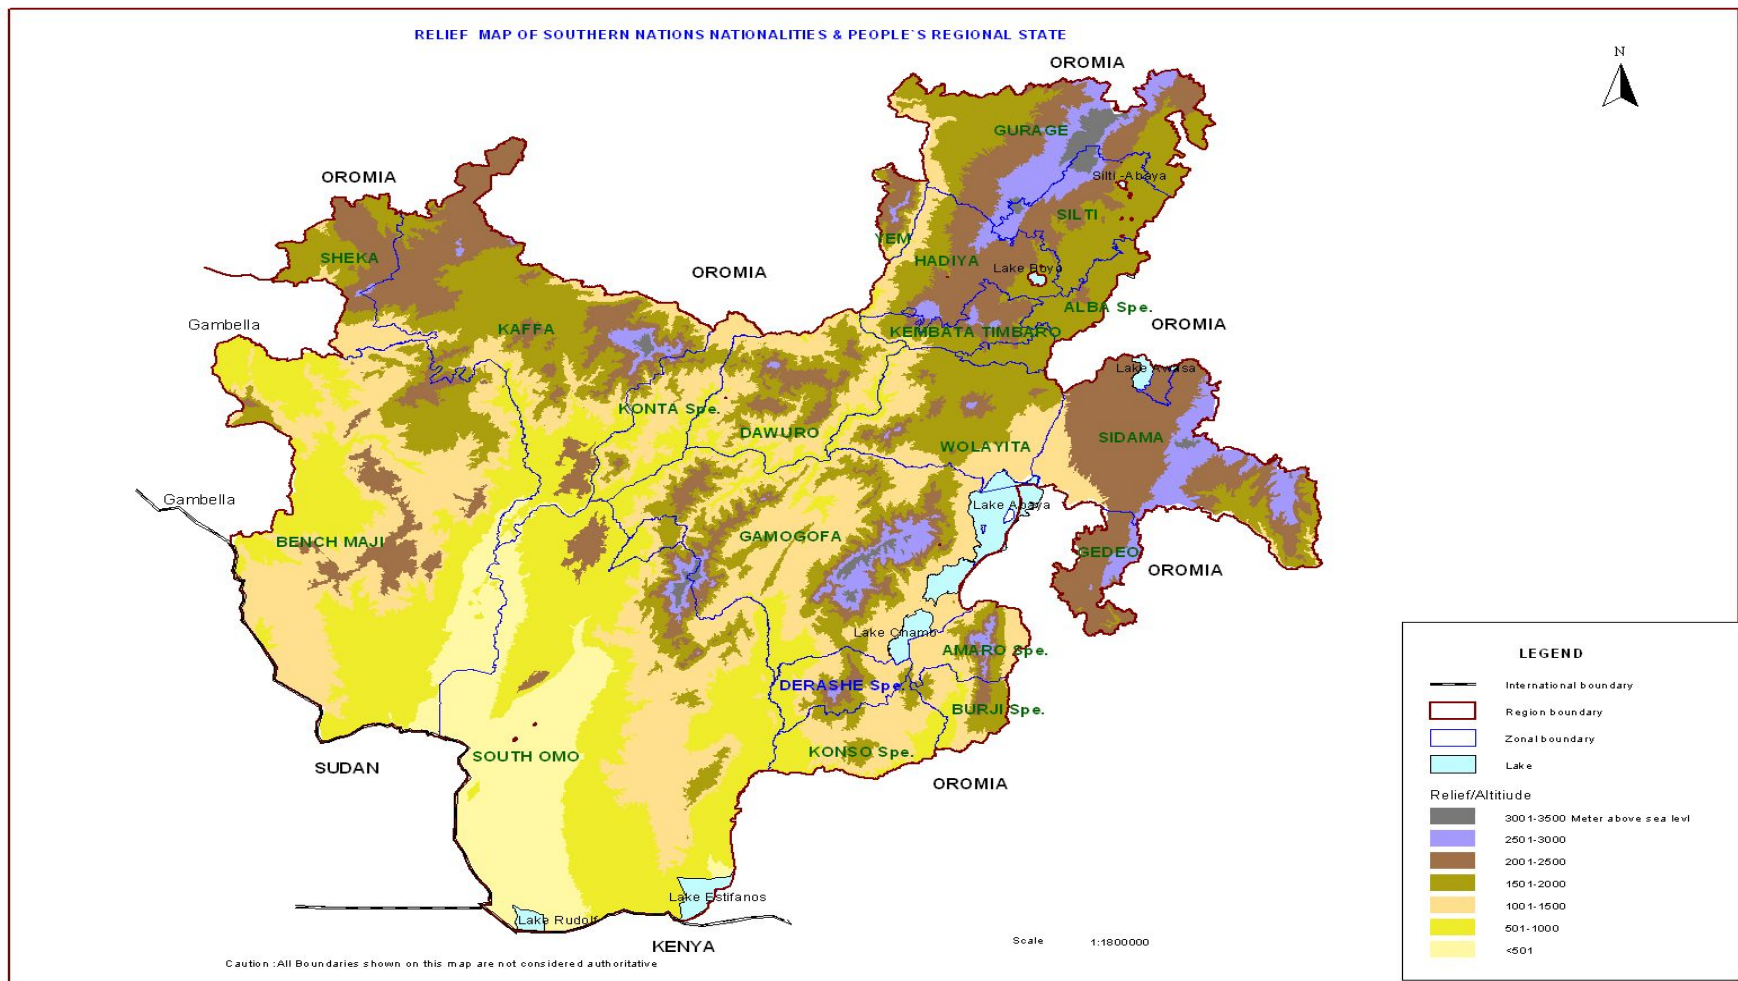 RELIEF MAP OF SOUTHERN NATIONS NATIONALITIES & PEOPLE`S REGIONAL STATE
N
OROMIA
GURAGE
OROMIA
Silti -Abaya
SILTI
YEM
SHEKA
HADIYA
OROMIA
Lake Boyo
ALBA Spe.
Gambella
KAFFA
KEMBATA TIMBARO
OROMIA
Lake Awasa
KONTA Spe.
DAWURO
WOLAYITA
SIDAMA
Gambella
Lake Abaya
BENCH MAJI
GAMOGOFA
GEDEO
OROMIA
Lake Chamo
AMARO Spe.
DERASHE Spe.
BURJI Spe.
SOUTH OMO
KONSO Spe.
SUDAN
OROMIA
Lake Estifanos
Lake Rudolf
KENYA
Scale 1:1800000
Caution :All Boundaries shown on this map are not considered authoritative
LEGEND
International boundary
Region boundary
Zonal boundary
Lake
Relief/Altitiude
3001-3500 Meter above sea levl
2501-3000
2001-2500
1501-2000
1001-1500
501-1000
<501